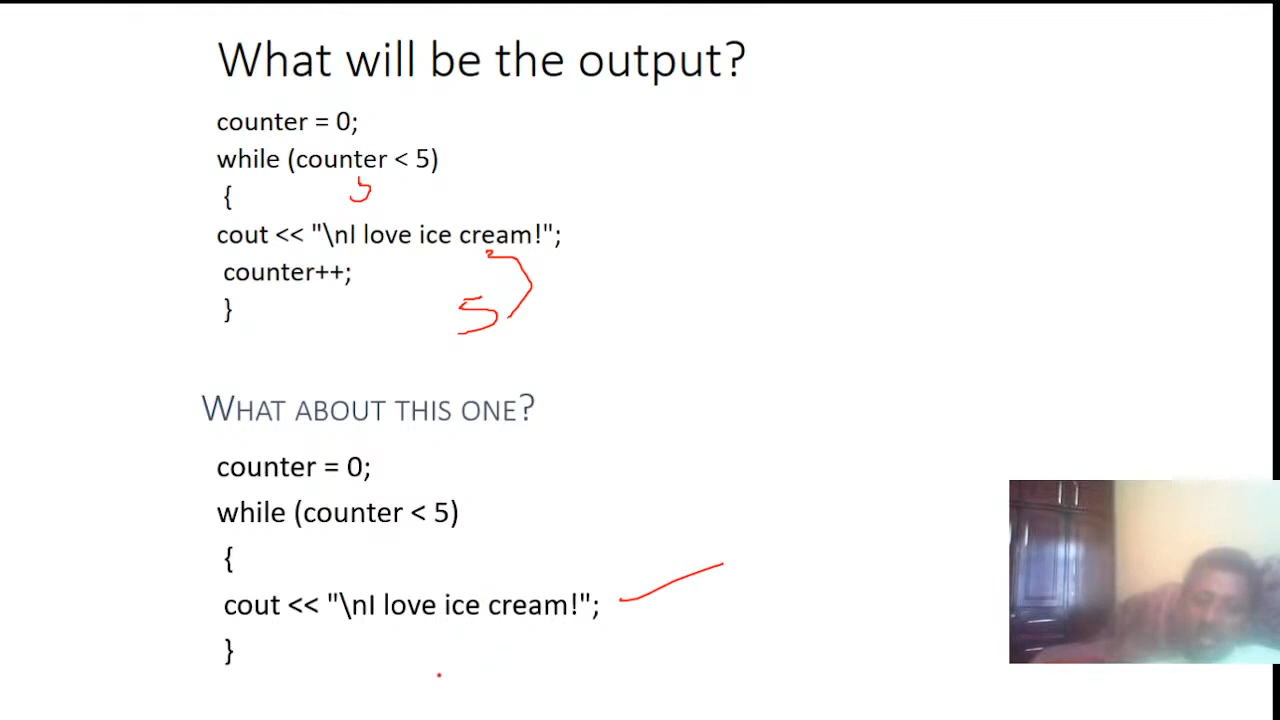 What will be the output?
counter = 0;
while (counter < 5)
{
cout << "\nI love ice cream!";
counter++;
}
5
WHAT ABOUT THIS ONE?
counter = 0;
while (counter < 5)
{
cout << "\nI love ice cream!";
}